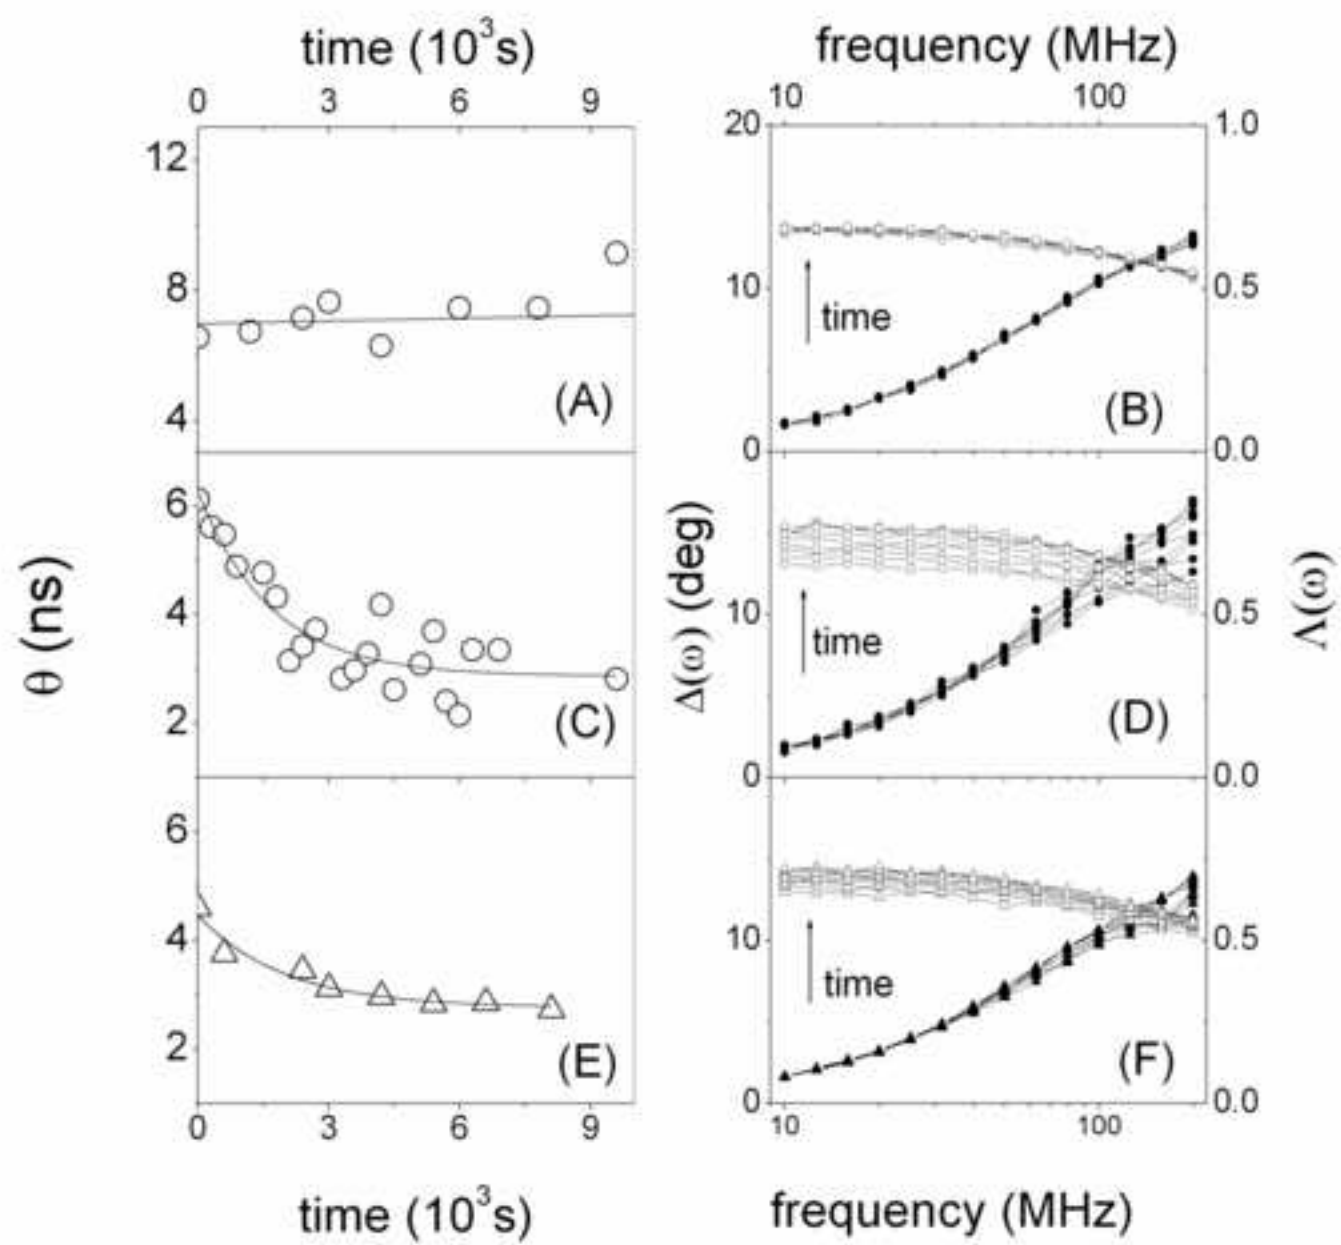 time (10³s)
frequency (MHz)
0 3 6 9
10 100
12
8
4
(A)
20
10
0
1.0
0.5
0.0
time
(B)
6
4
2
(C)
10
0
0.5
0.0
time
(D)
θ (ns)
Δ(ω) (deg)
Λ(ω)
6
4
2
(E)
10
0
0.5
0.0
time
(F)
0 3 6 9
10 100
time (10³s)
frequency (MHz)